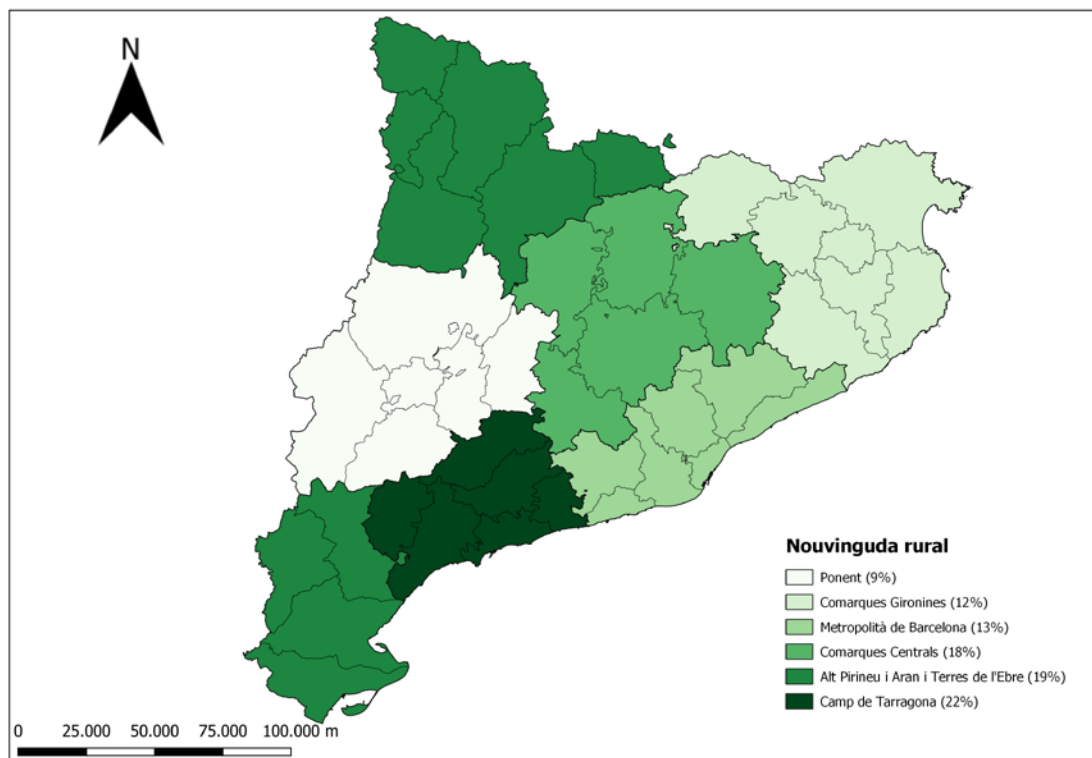 N
Nouvinguda rural
Ponent (9%)
Comarques Gironines (12%)
Metropolità de Barcelona (13%)
Comarques Centrals (18%)
Alt Pirineu i Aran i Terres de l'Ebre (19%)
Camp de Tarragona (22%)
0 25.000 50.000 75.000 100.000 m